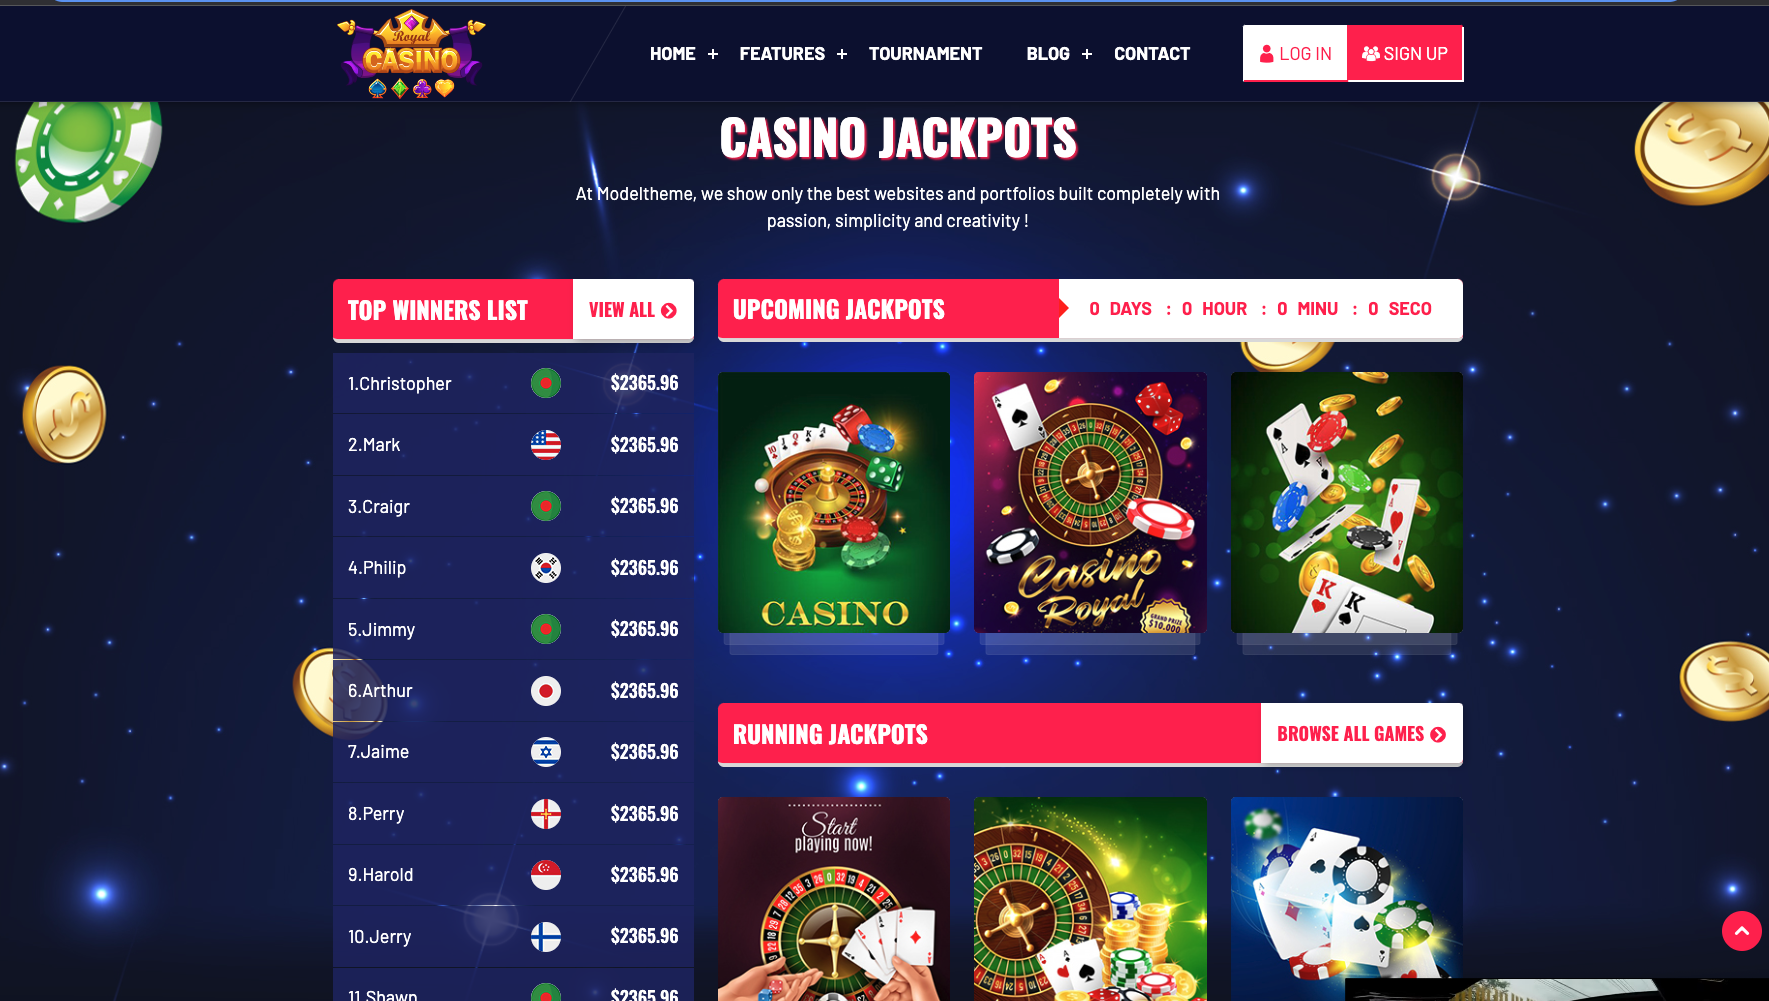 Royal
CASINO
HOME +
FEATURES +
TOURNAMENT
BLOG +
CONTACT
LOG IN
SIGN UP
CASINO JACKPOTS
At Modeltheme, we show only the best websites and portfolios built completely with
passion, simplicity and creativity !
TOP WINNERS LIST
VIEW ALL
1.Christopher $2365.96
2.Mark $2365.96
3.Craigr $2365.96
4.Philip $2365.96
5.Jimmy $2365.96
6.Arthur $2365.96
7.Jaime $2365.96
8.Perry $2365.96
9.Harold $2365.96
10.Jerry $2365.96
11.Shawn $2365.96
UPCOMING JACKPOTS
0 DAYS : 0 HOUR : 0 MINU : 0 SECO
CASINO
Casino
Royal
GRAND PRIZE
$10.000
RUNNING JACKPOTS
BROWSE ALL GAMES
Start
playing now!